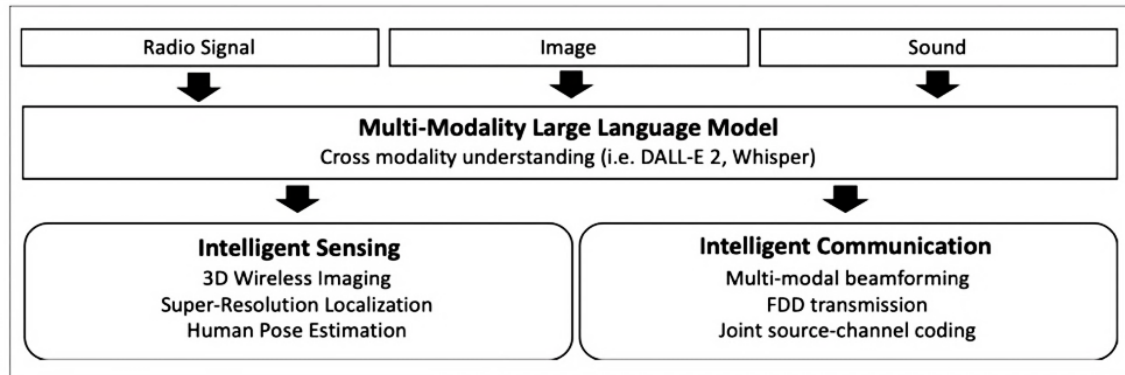 Radio Signal
Image
Sound
Multi-Modality Large Language Model
Cross modality understanding (i.e. DALL-E 2, Whisper)
Intelligent Sensing
3D Wireless Imaging
Super-Resolution Localization
Human Pose Estimation
Intelligent Communication
Multi-modal beamforming
FDD transmission
Joint source-channel coding